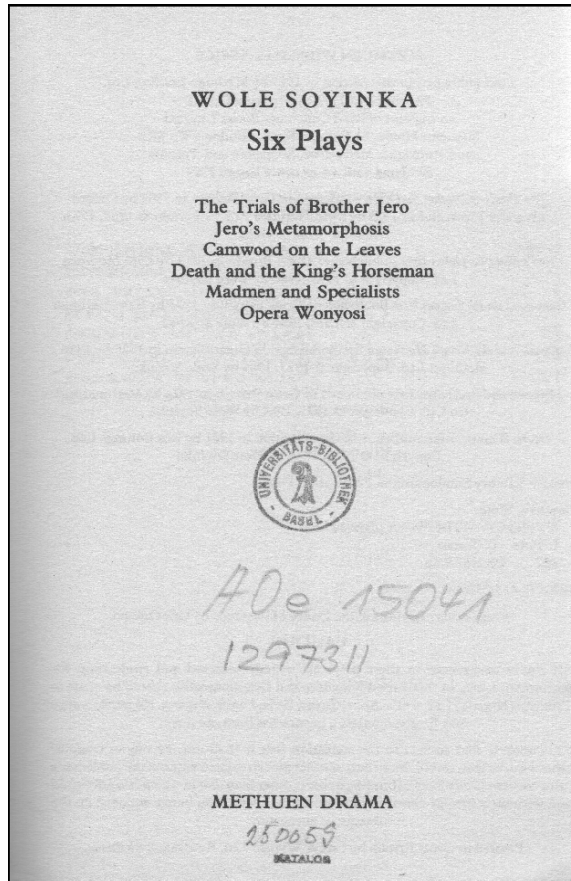 WOLE SOYINKA
Six Plays
The Trials of Brother Jero
Jero's Metamorphosis
Camwood on the Leaves
Death and the King's Horseman
Madmen and Specialists
Opera Wonyosi
UNIVERSITÄTS-BIBLIOTHEK
- BASEL -
AOe 15041
1297311
METHUEN DRAMA
250059
KATALOG